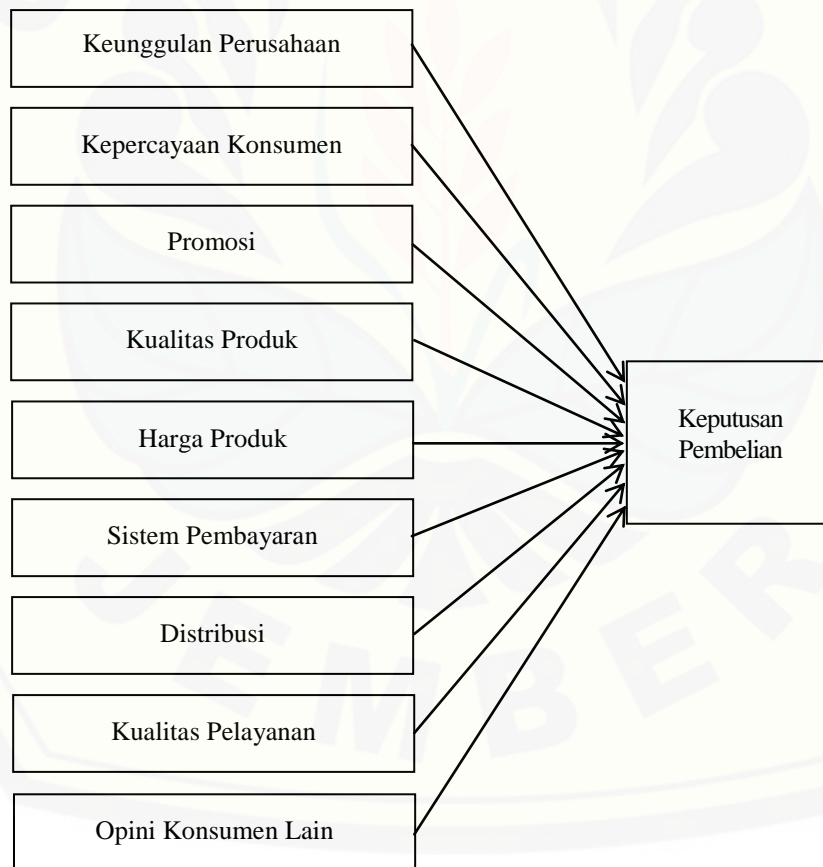 Keunggulan Perusahaan
Kepercayaan Konsumen
Promosi
Kualitas Produk
Harga Produk
Sistem Pembayaran
Distribusi
Kualitas Pelayanan
Opini Konsumen Lain
Keputusan
Pembelian
JEMBER